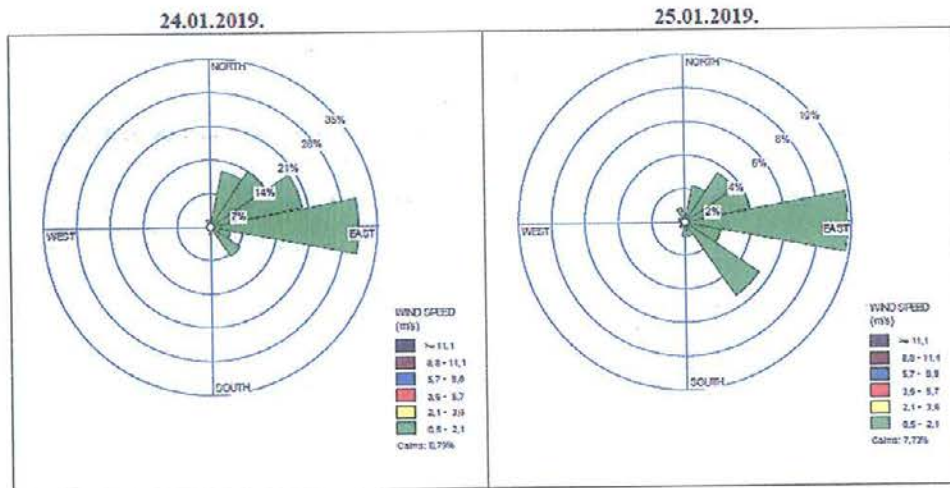 24.01.2019.
NORTH
35%
28%
21%
14%
7%
WEST
EAST
SOUTH
WIND SPEED
(m/s)
>= 11,1
8,8 - 11,1
5,7 - 8,8
3,6 - 5,7
2,1 - 3,6
0,5 - 2,1
Calms: 0,79%
25.01.2019.
NORTH
10%
8%
6%
4%
2%
WEST
EAST
SOUTH
WIND SPEED
(m/s)
>= 11,1
8,8 - 11,1
5,7 - 8,8
3,6 - 5,7
2,1 - 3,6
0,5 - 2,1
Calms: 7,73%